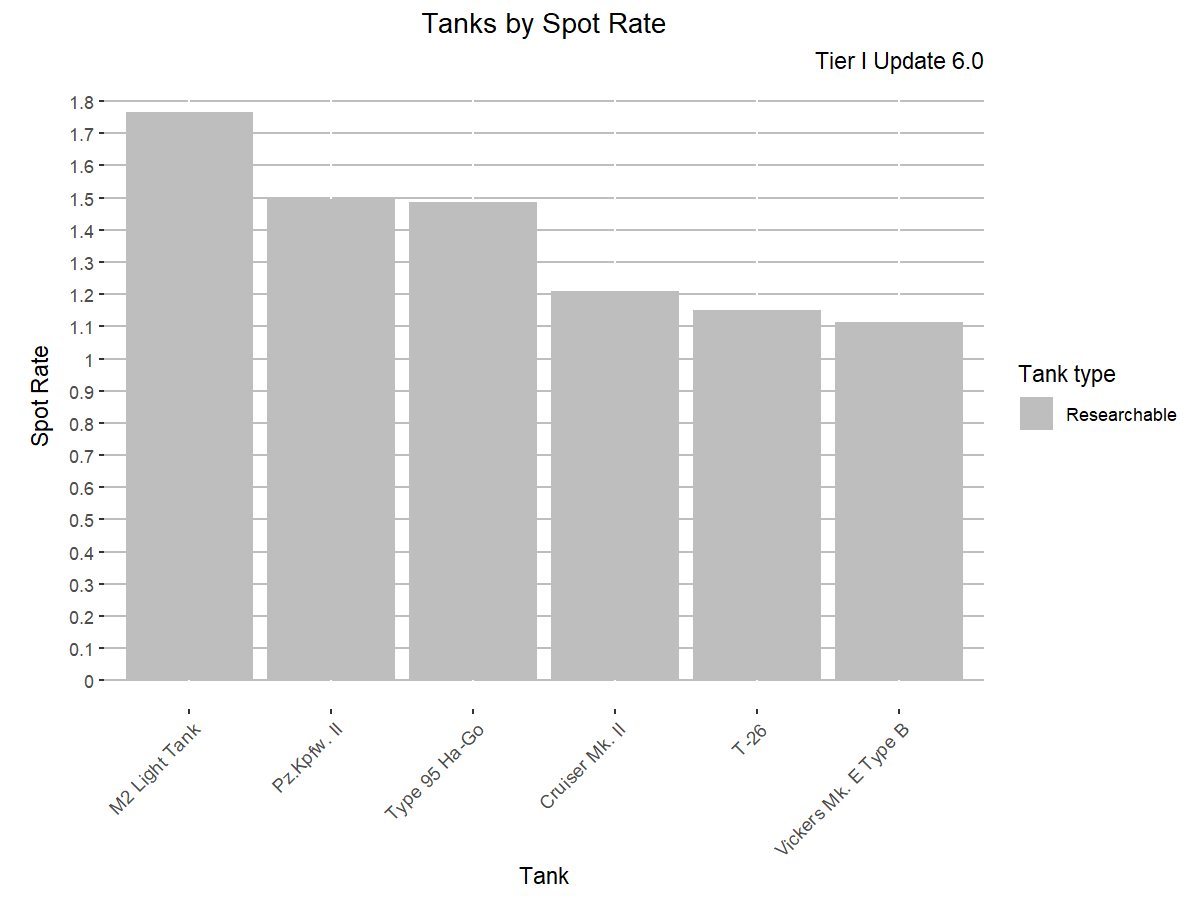 Tanks by Spot Rate
Tier I Update 6.0
Spot Rate
1.8
1.7
1.6
1.5
1.4
1.3
1.2
1.1
1
0.9
0.8
0.7
0.6
0.5
0.4
0.3
0.2
0.1
0
M2 Light Tank
Pz.Kpfw. II
Type 95 Ha-Go
Cruiser Mk. II
T-26
Vickers Mk. E Type B
Tank
Tank type
Researchable